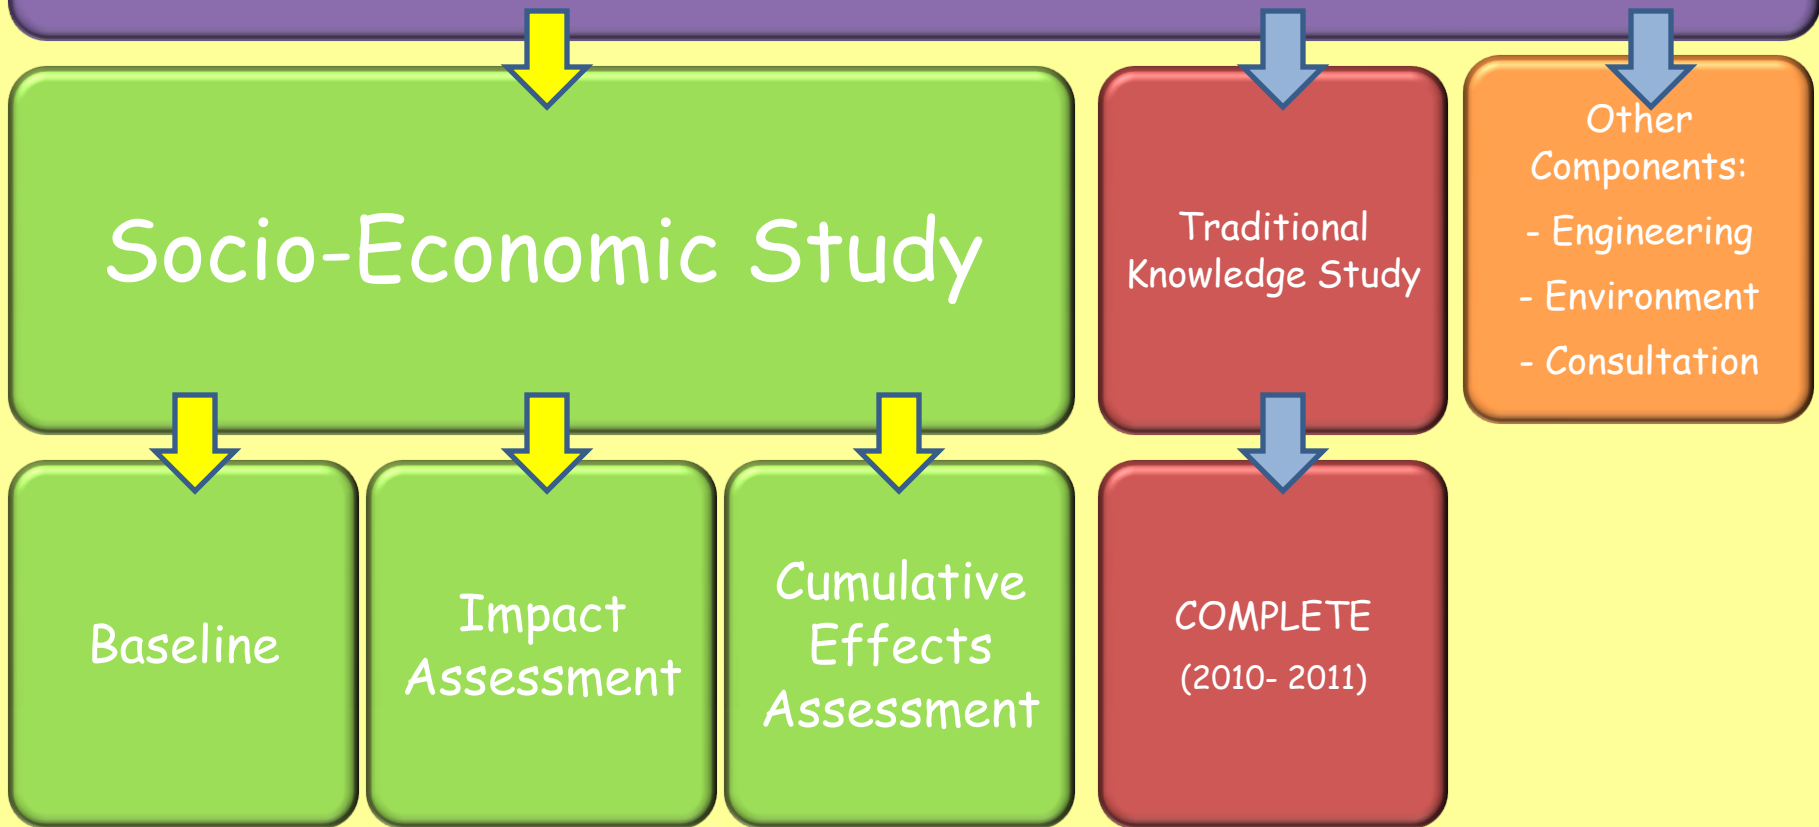 Socio-Economic Study
Traditional
Knowledge Study
Other
Components:
- Engineering
- Environment
- Consultation
Baseline
Impact
Assessment
Cumulative
Effects
Assessment
COMPLETE
(2010- 2011)